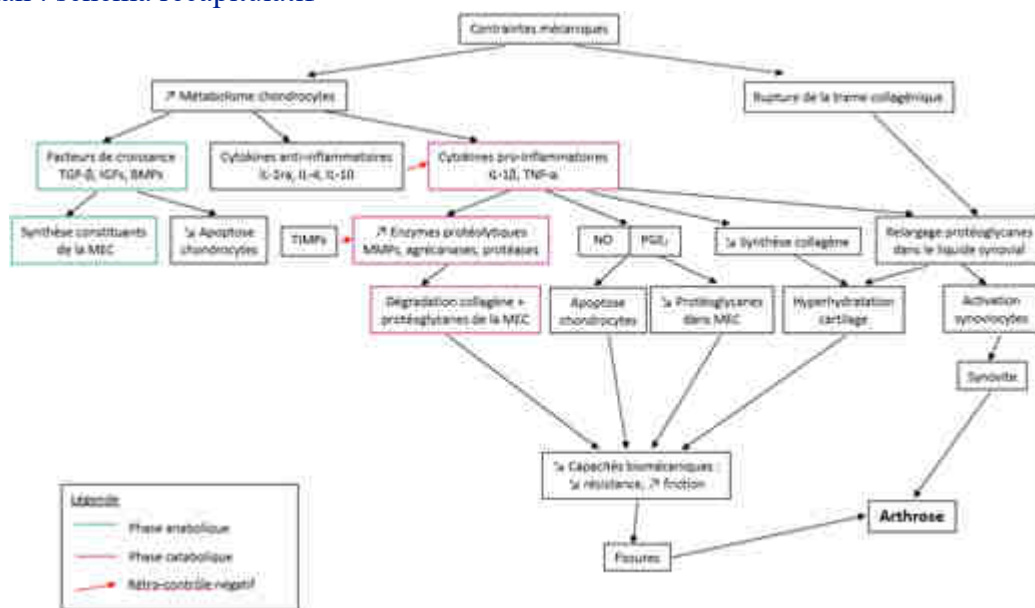 schéma récapitulatif
Contraintes mécaniques
↗ Métabolisme chondrocytes
Rupture de la trame collagénique
Facteurs de croissance
TGF-β, IGFs, BMPs
Cytokines anti-inflammatoires
IL-1ra, IL-4, IL-10
Cytokines pro-inflammatoires
IL-1β, TNF-α
Synthèse constituants
de la MEC
↘ Apoptose
chondrocytes
TIMPs
↗ Enzymes protéolytiques
MMPs, agrécanases, protéases
NO
PGE₂
↘ Synthèse collagène
Relargage protéoglycanes
dans le liquide synovial
Dégradation collagène +
protéoglycanes de la MEC
Apoptose
chondrocytes
↘ Protéoglycanes
dans MEC
Hyperhydratation
cartilage
Activation
synoviocytes
Synovite
↘ Capacités biomécaniques :
↘ résistance, ↗ friction
Arthrose
Fissures
Légende
Phase anabolique
Phase catabolique
Rétro-contrôle négatif